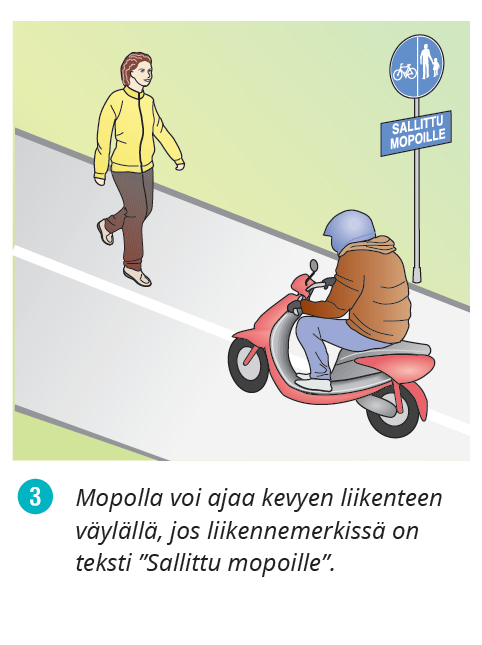 SALLITTU
MOPOILLE
3
Mopolla voi ajaa kevyen liikenteen
väylällä, jos liikennemerkissä on
teksti ”Sallittu mopoille”.